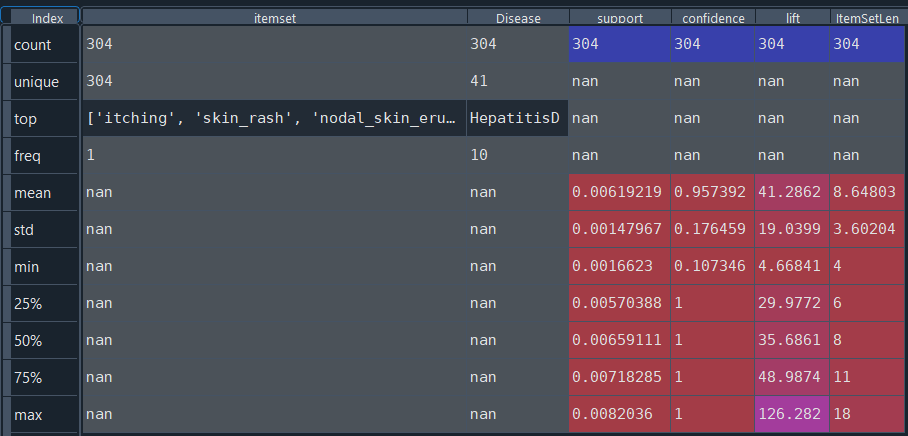 Index itemset Disease support confidence lift ItemSetLen
count 304 304 304 304 304 304
unique 304 41 nan nan nan nan
top ['itching', 'skin_rash', 'nodal_skin_eru… HepatitisD nan nan nan nan
freq 1 10 nan nan nan nan
mean nan nan 0.00619219 0.957392 41.2862 8.64803
std nan nan 0.00147967 0.176459 19.0399 3.60204
min nan nan 0.0016623 0.107346 4.66841 4
25% nan nan 0.00570388 1 29.9772 6
50% nan nan 0.00659111 1 35.6861 8
75% nan nan 0.00718285 1 48.9874 11
max nan nan 0.0082036 1 126.282 18